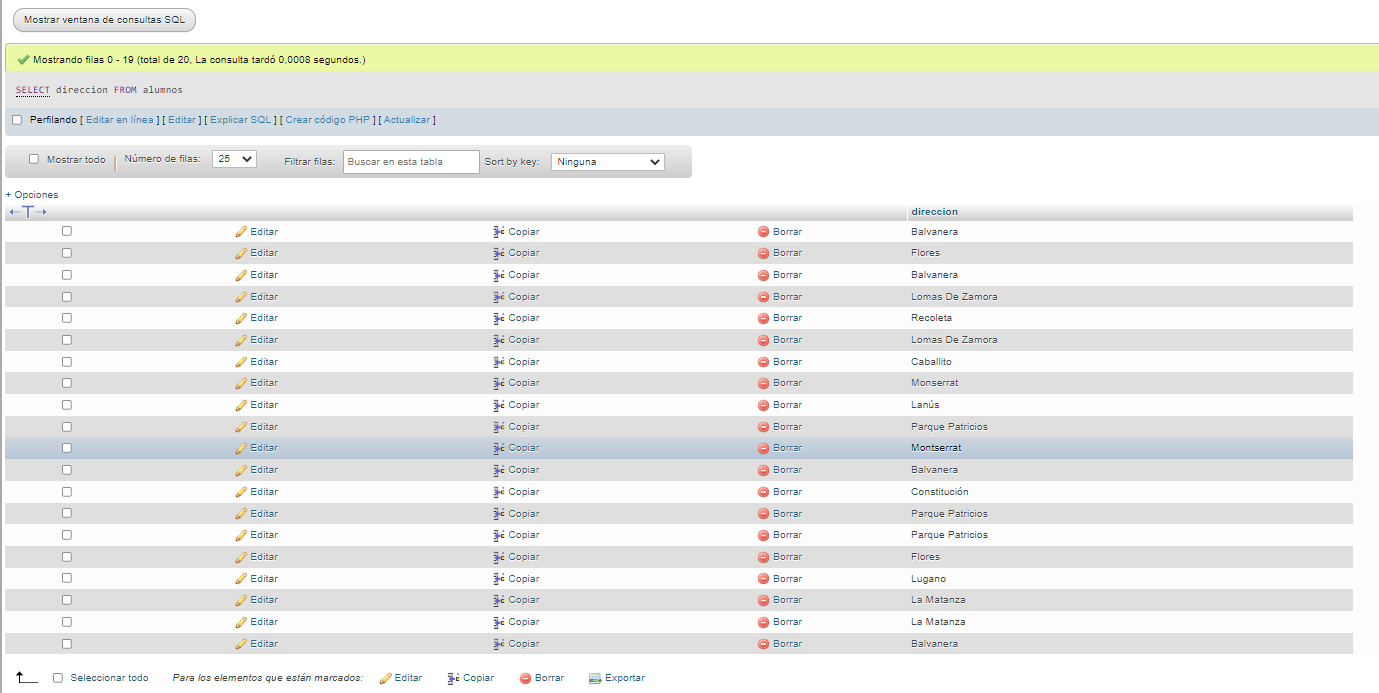 Mostrar ventana de consultas SQL
Mostrando filas 0 - 19 (total de 20, La consulta tardó 0,0008 segundos.)
SELECT direccion FROM alumnos
Perfilando [ Editar en línea ] [ Editar ] [ Explicar SQL ] [ Crear código PHP ] [ Actualizar ]
Mostrar todo Número de filas: 25 Filtrar filas: Buscar en esta tabla Sort by key: Ninguna
+ Opciones
←T→ direccion
Editar Copiar Borrar Balvanera
Editar Copiar Borrar Flores
Editar Copiar Borrar Balvanera
Editar Copiar Borrar Lomas De Zamora
Editar Copiar Borrar Recoleta
Editar Copiar Borrar Lomas De Zamora
Editar Copiar Borrar Caballito
Editar Copiar Borrar Monserrat
Editar Copiar Borrar Lanús
Editar Copiar Borrar Parque Patricios
Editar Copiar Borrar Montserrat
Editar Copiar Borrar Balvanera
Editar Copiar Borrar Constitución
Editar Copiar Borrar Parque Patricios
Editar Copiar Borrar Parque Patricios
Editar Copiar Borrar Flores
Editar Copiar Borrar Lugano
Editar Copiar Borrar La Matanza
Editar Copiar Borrar La Matanza
Editar Copiar Borrar Balvanera
Seleccionar todo Para los elementos que están marcados: Editar Copiar Borrar Exportar